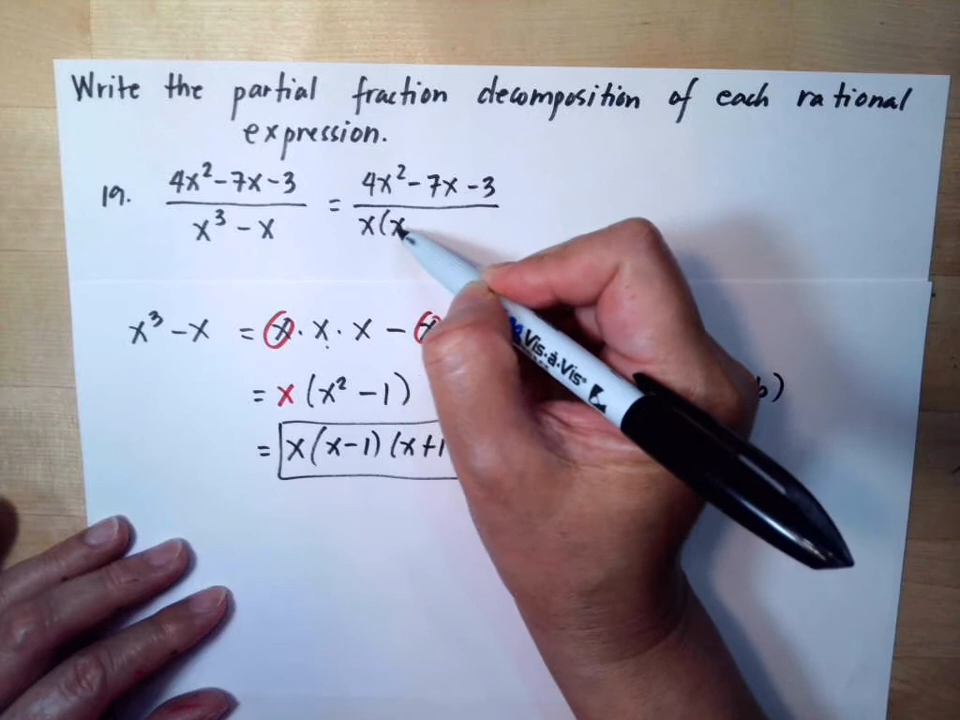 Write the partial fraction decomposition of each rational
expression.
19. 4x²-7x-3 / x³-x = 4x²-7x-3 / x(x
x³-x = x·x·x -
= x(x²-1) b)
= x(x-1)(x+1
Vis·à·Vis®